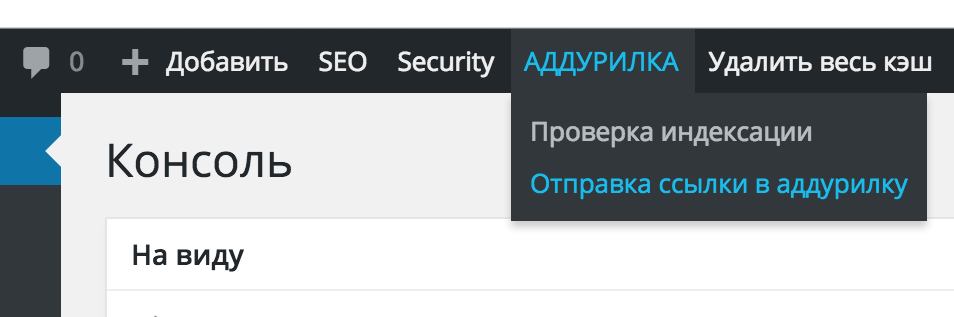 0 Добавить SEO Security АДДУРИЛКА Удалить весь кэш
Проверка индексации
Отправка ссылки в аддурилку
Консоль
На виду